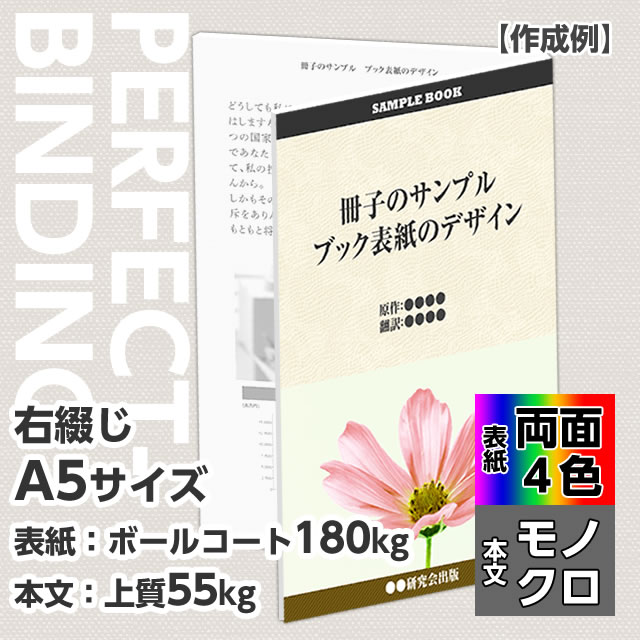 PERFECT-
BINDING
【作成例】
冊子のサンプル　ブック表紙のデザイン
どうしても私に
はしますか
つの国家
であなた
て、私の
んから。
しかもその
斥をあり
もともと将
SAMPLE BOOK
冊子のサンプル
ブック表紙のデザイン
原作:●●●●
翻訳:●●●●
●●研究会出版
右綴じ
A5サイズ
表紙：ボールコート180kg
本文：上質55kg
表紙
両面
4色
本文
モノ
クロ